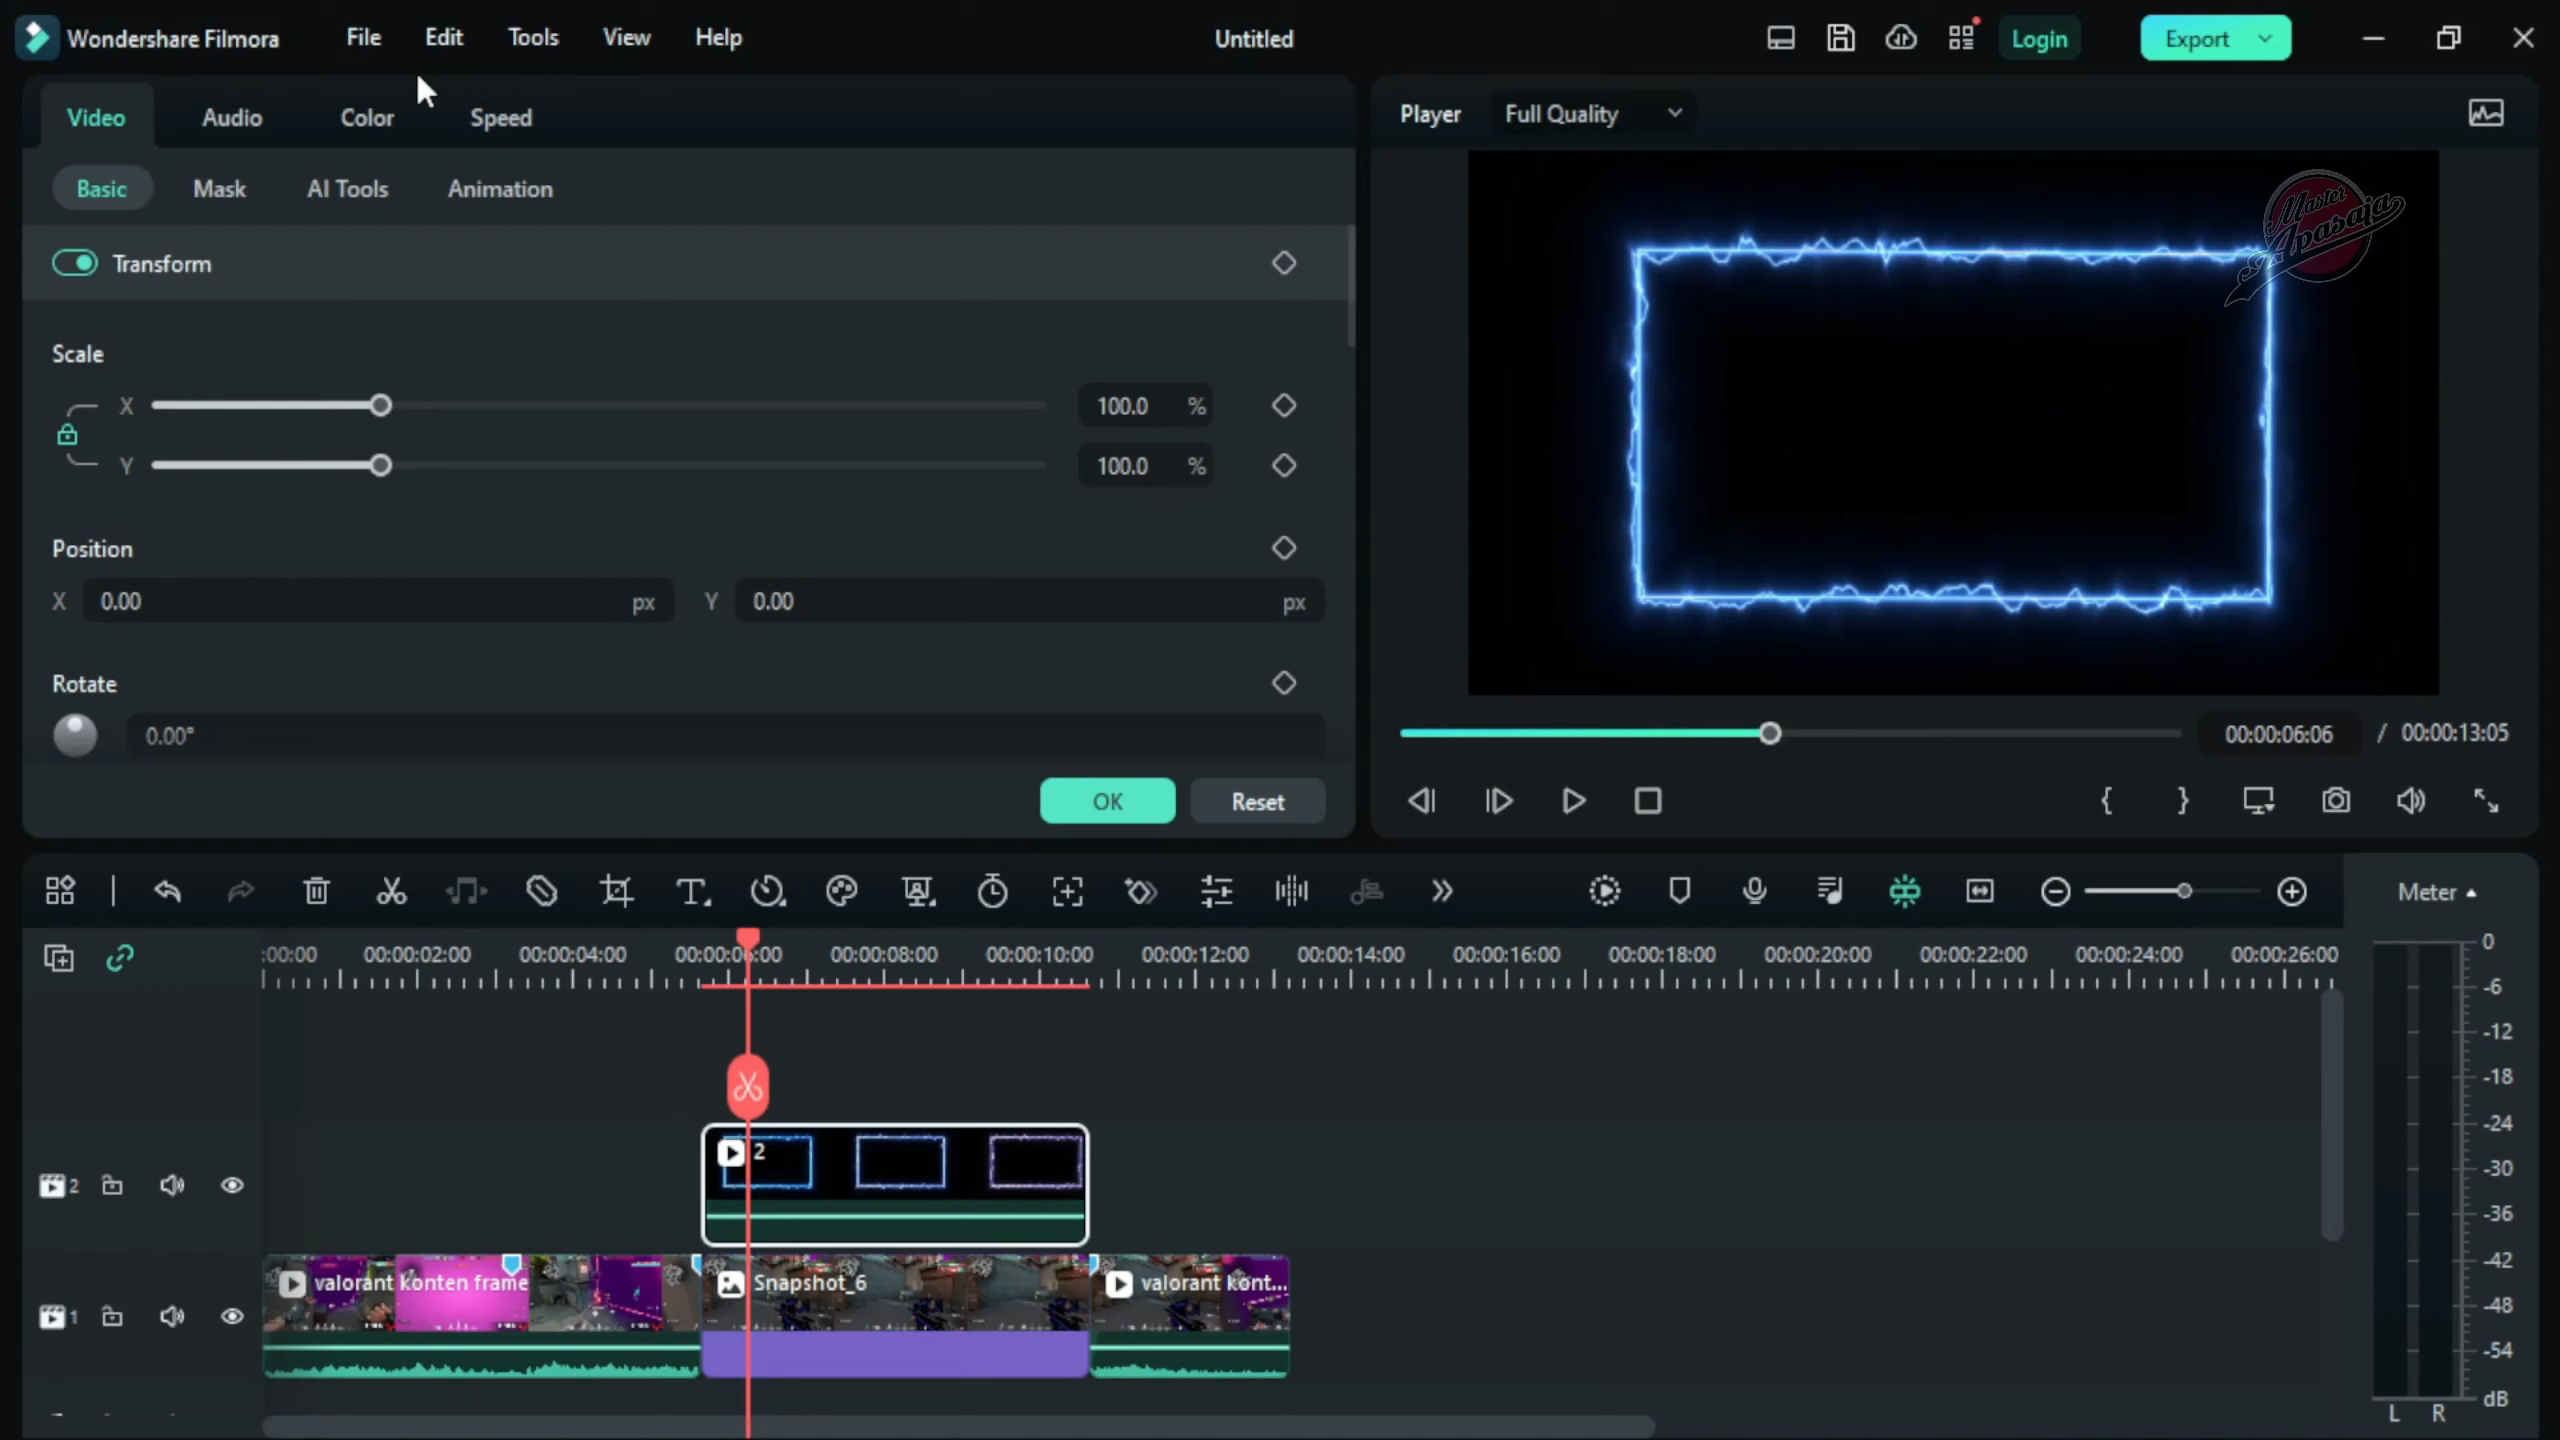 Wondershare Filmora File Edit Tools View Help Untitled Login Export
Video Audio Color Speed
Player Full Quality
Master
Apasaja
Basic Mask AI Tools Animation
Transform
Scale
X 100.0 %
Y 100.0 %
Position
X 0.00 px Y 0.00 px
Rotate
0.00°
00:00:06:06 / 00:00:13:05
OK Reset
Meter
:00:00 00:00:02:00 00:00:04:00 00:00:06:00 00:00:08:00 00:00:10:00 00:00:12:00 00:00:14:00 00:00:16:00 00:00:18:00 00:00:20:00 00:00:22:00 00:00:24:00 00:00:26:00
0
-6
-12
-18
-24
-30
-36
-42
-48
-54
dB
L R
2
2
1
valorant konten frame
Snapshot_6
valorant kont...